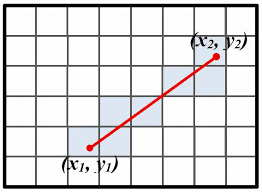 (x₂, y₂)
(x₁, y₁)